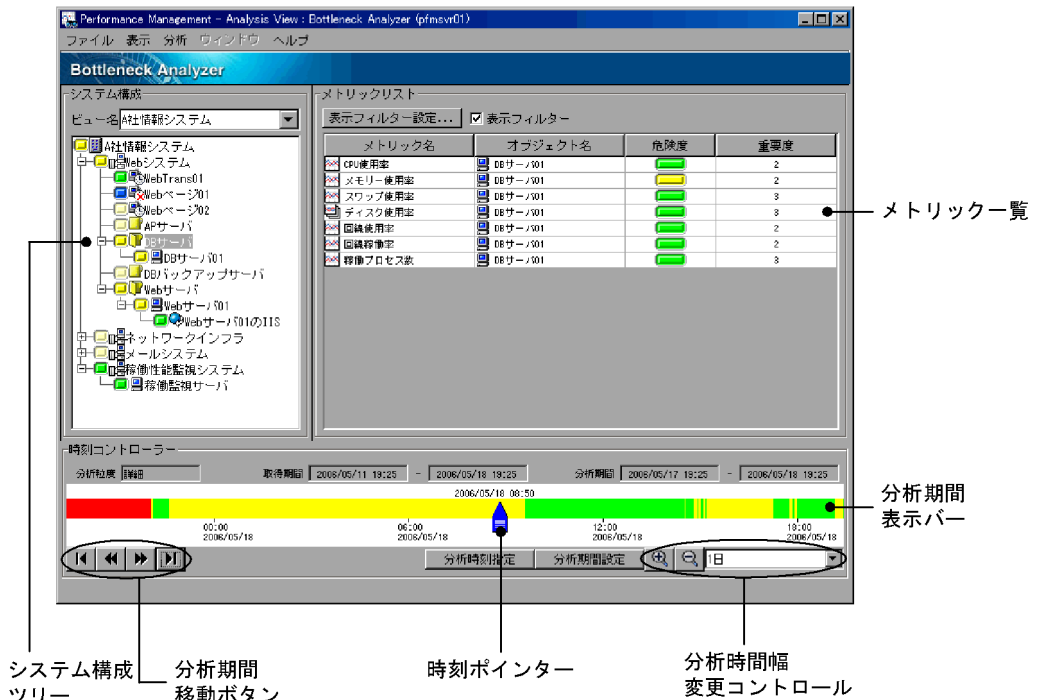 Performance Management - Analysis View : Bottleneck Analyzer (pfmsvr01)
ファイル 表示 分析 ウィンドウ ヘルプ
Bottleneck Analyzer
システム構成
ビュー名 A社情報システム
A社情報システム
Webシステム
WebTrans01
Webページ01
Webページ02
APサーバ
DBサーバ
DBサーバ01
DBバックアップサーバ
Webサーバ
Webサーバ01
Webサーバ01のIIS
ネットワークインフラ
メールシステム
稼働性能監視システム
稼働監視サーバ
メトリックリスト
表示フィルター設定... 表示フィルター
メトリック名 オブジェクト名 危険度 重要度
CPU使用率 DBサーバ01 2
メモリー使用率 DBサーバ01 2
スワップ使用率 DBサーバ01 3
ディスク使用率 DBサーバ01 3
回線使用率 DBサーバ01 2
回線稼働率 DBサーバ01 2
稼働プロセス数 DBサーバ01 3
メトリック一覧
時刻コントローラー
分析粒度 詳細 取得期間 2006/05/11 19:25 - 2006/05/18 19:25 分析期間 2006/05/17 19:25 - 2006/05/18 19:25
2006/05/18 08:50
00:00 06:00 12:00 18:00
2006/05/18 2006/05/18 2006/05/18 2006/05/18
分析期間
表示バー
分析時刻指定 分析期間設定 1日
システム構成
ツリー
分析期間
移動ボタン
時刻ポインター
分析時間幅
変更コントロール